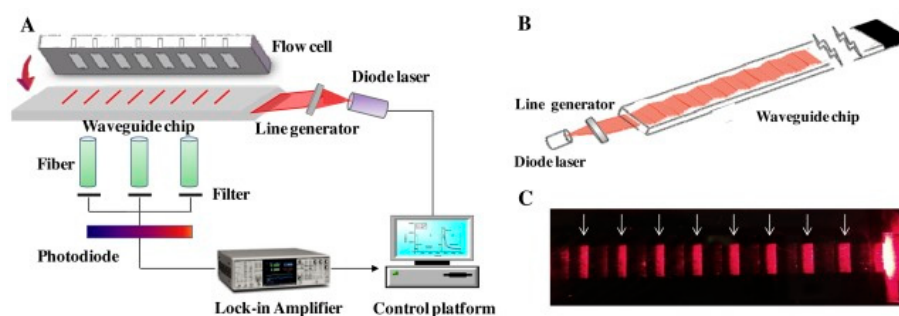 A
Flow cell
Diode laser
Line generator
Waveguide chip
Fiber
Filter
Photodiode
Lock-in Amplifier
Control platform
B
Line generator
Waveguide chip
Diode laser
C